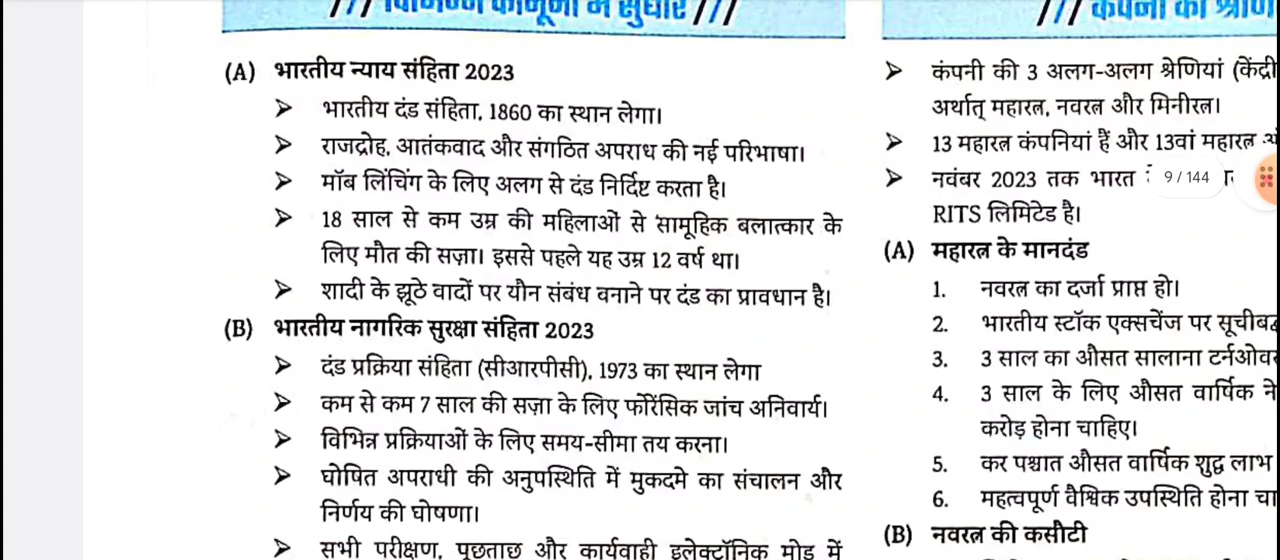 /// विभिन्न कानूनों में सुधार ///
(A) भारतीय न्याय संहिता 2023
➢ भारतीय दंड संहिता, 1860 का स्थान लेगा।
➢ राजद्रोह, आतंकवाद और संगठित अपराध की नई परिभाषा।
➢ मॉब लिंचिंग के लिए अलग से दंड निर्दिष्ट करता है।
➢ 18 साल से कम उम्र की महिलाओं से सामूहिक बलात्कार के
लिए मौत की सज़ा। इससे पहले यह उम्र 12 वर्ष था।
➢ शादी के झूठे वादों पर यौन संबंध बनाने पर दंड का प्रावधान है।
(B) भारतीय नागरिक सुरक्षा संहिता 2023
➢ दंड प्रक्रिया संहिता (सीआरपीसी), 1973 का स्थान लेगा
➢ कम से कम 7 साल की सज़ा के लिए फोरेंसिक जांच अनिवार्य।
➢ विभिन्न प्रक्रियाओं के लिए समय-सीमा तय करना।
➢ घोषित अपराधी की अनुपस्थिति में मुकदमे का संचालन और
निर्णय की घोषणा।
➢ सभी परीक्षण, पूछताछ और कार्यवाही इलेक्ट्रॉनिक मोड में
/// कंपनी की
➢ कंपनी की 3 अलग-अलग श्रेणियां
अर्थात् महारत्न, नवरत्न और मिनीरत्न।
➢ 13 महारत्न कंपनियां हैं और 13वां महारत्न
➢ नवंबर 2023 तक भारत
9 / 144
RITS लिमिटेड है।
(A) महारत्न के मानदंड
1. नवरत्न का दर्जा प्राप्त हो।
2. भारतीय स्टॉक एक्सचेंज पर
3. 3 साल का औसत सालाना
4. 3 साल के लिए औसत वार्षिक
करोड़ होना चाहिए।
5. कर पश्चात औसत वार्षिक शुद्ध लाभ
6. महत्वपूर्ण वैश्विक उपस्थिति होना
(B) नवरत्न की कसौटी